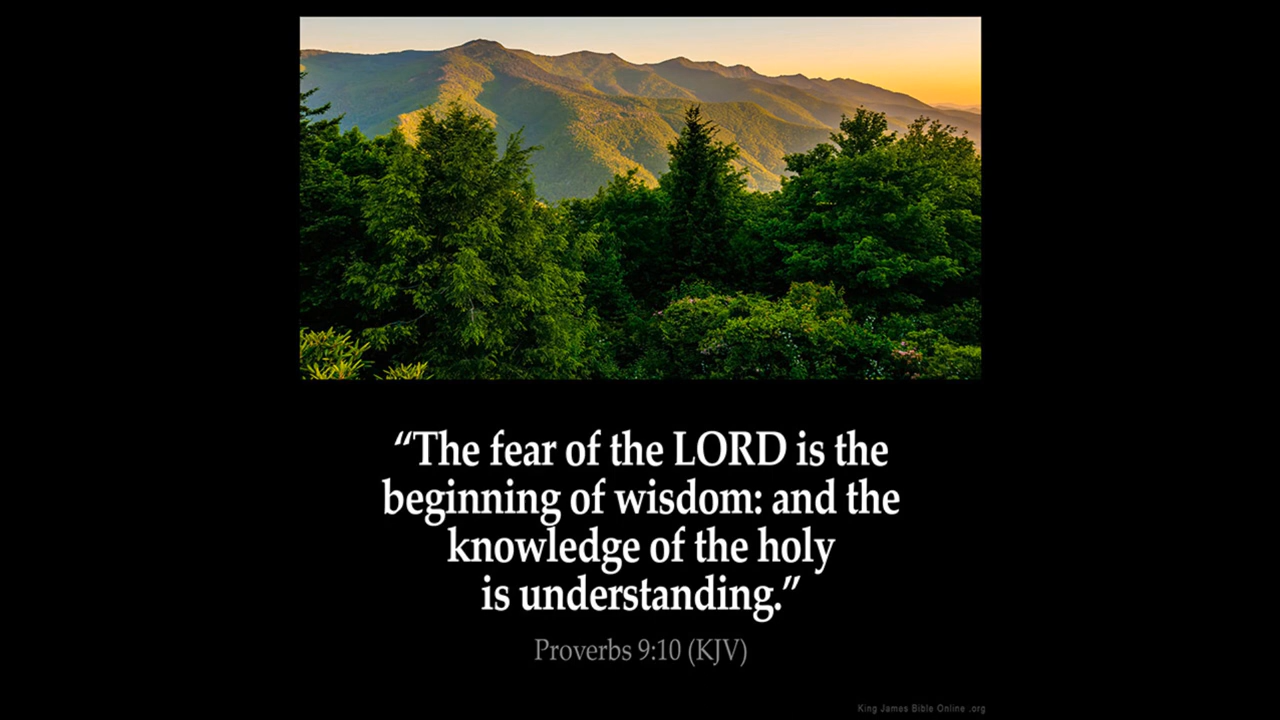 “The fear of the LORD is the
beginning of wisdom: and the
knowledge of the holy
is understanding.”
Proverbs 9:10 (KJV)
King James Bible Online .org